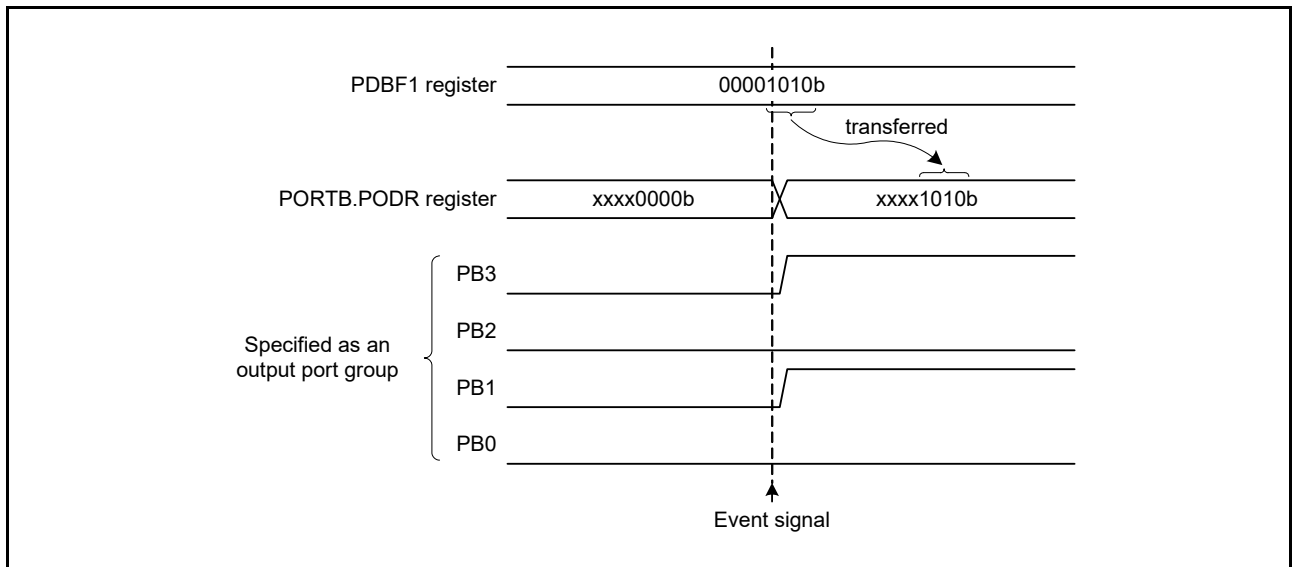 PDBF1 register
00001010b
transferred
PORTB.PODR register
xxxx0000b
xxxx1010b
PB3
PB2
Specified as an
output port group
PB1
PB0
Event signal